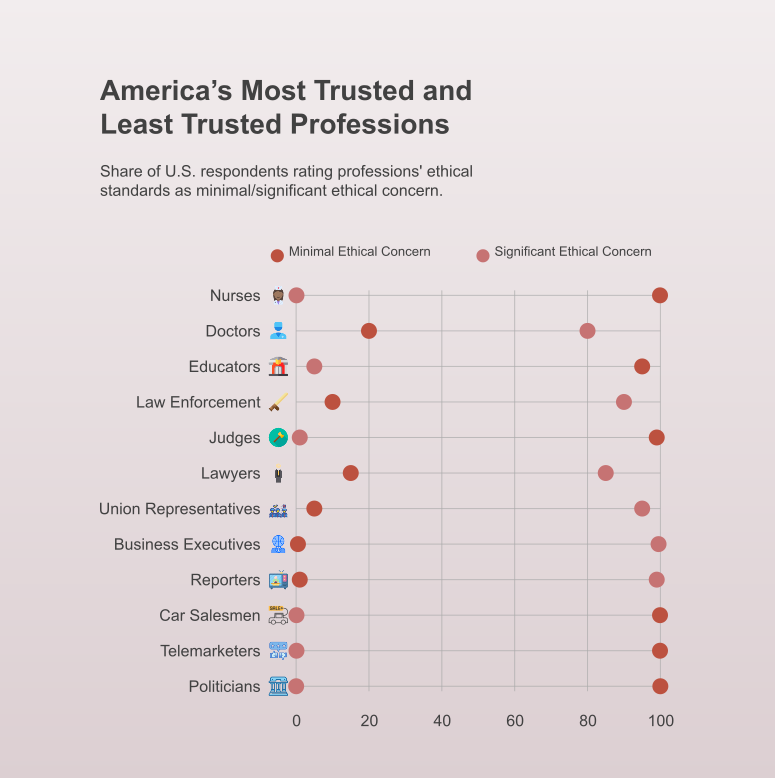 America’s Most Trusted and
Least Trusted Professions
Share of U.S. respondents rating professions' ethical
standards as minimal/significant ethical concern.
Minimal Ethical Concern
Significant Ethical Concern
Nurses
Doctors
Educators
Law Enforcement
Judges
Lawyers
Union Representatives
Business Executives
Reporters
Car Salesmen
Telemarketers
Politicians
0 20 40 60 80 100